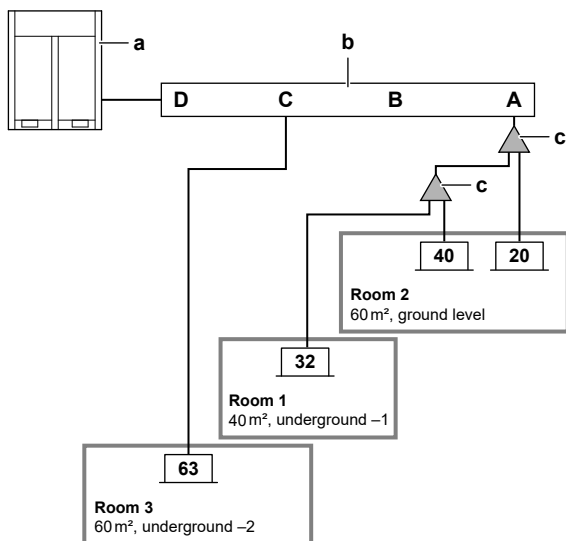 a
b
D C B A
c
c
40 20
Room 2
60 m², ground level
32
Room 1
40 m², underground –1
63
Room 3
60 m², underground –2